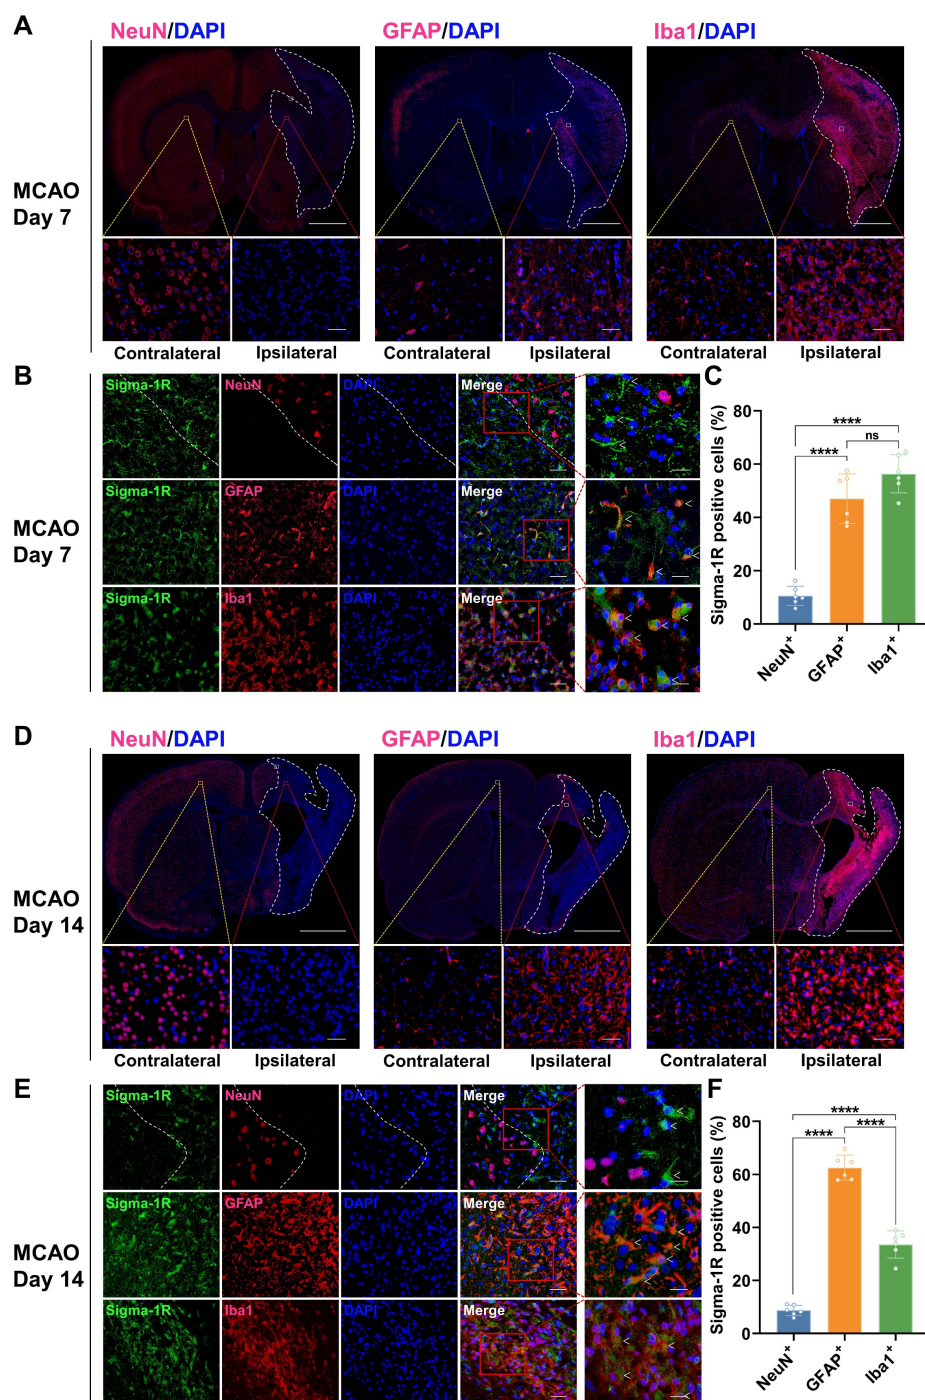 A
NeuN/DAPI
GFAP/DAPI
Iba1/DAPI
MCAO
Day 7
Contralateral
Ipsilateral
Contralateral
Ipsilateral
Contralateral
Ipsilateral
B
Sigma-1R
NeuN
DAPI
Merge
Sigma-1R
GFAP
DAPI
Merge
Sigma-1R
Iba1
DAPI
Merge
MCAO
Day 7
C
Sigma-1R positive cells (%)
80
60
40
20
0
****
ns
****
NeuN+
GFAP+
Iba1+
D
NeuN/DAPI
GFAP/DAPI
Iba1/DAPI
MCAO
Day 14
Contralateral
Ipsilateral
Contralateral
Ipsilateral
Contralateral
Ipsilateral
E
Sigma-1R
NeuN
DAPI
Merge
Sigma-1R
GFAP
DAPI
Merge
Sigma-1R
Iba1
DAPI
Merge
MCAO
Day 14
F
Sigma-1R positive cells (%)
80
60
40
20
0
****
****
****
NeuN+
GFAP+
Iba1+